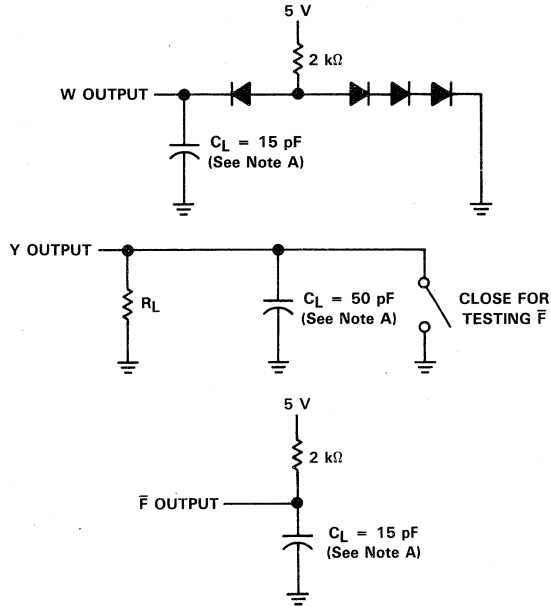 5 V
2 kΩ
W OUTPUT
C_L = 15 pF
(See Note A)
Y OUTPUT
R_L
C_L = 50 pF
(See Note A)
CLOSE FOR
TESTING F̅
5 V
2 kΩ
F̅ OUTPUT
C_L = 15 pF
(See Note A)